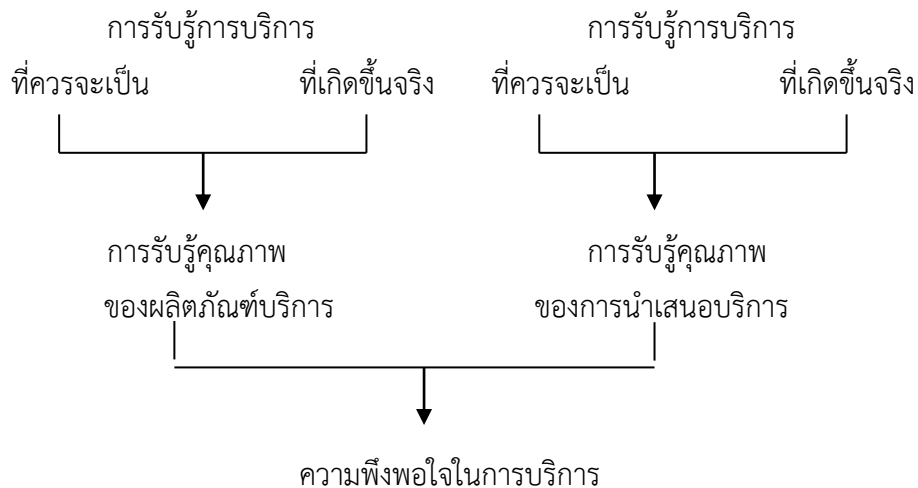 การรับรู้การบริการ การรับรู้การบริการ
ที่ควรจะเป็น ที่เกิดขึ้นจริง ที่ควรจะเป็น ที่เกิดขึ้นจริง
การรับรู้คุณภาพ การรับรู้คุณภาพ
ของผลิตภัณฑ์บริการ ของการนำเสนอบริการ
ความพึงพอใจในการบริการ